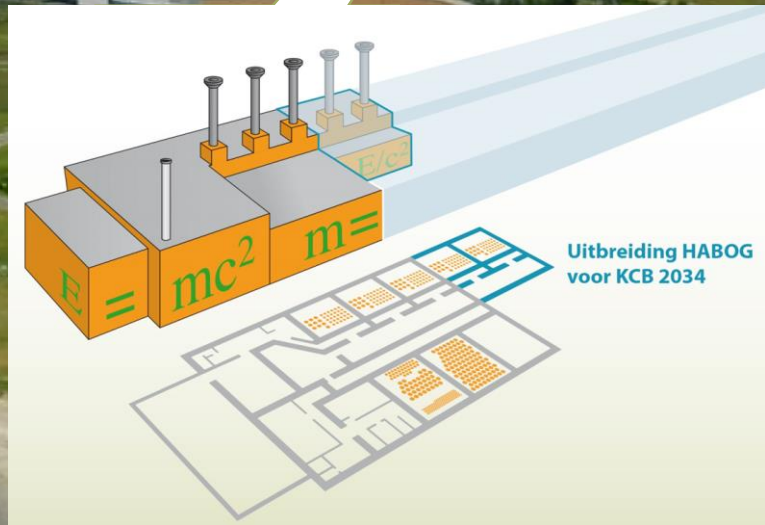 E = mc²
m=
E/c²
Uitbreiding HABOG
voor KCB 2034